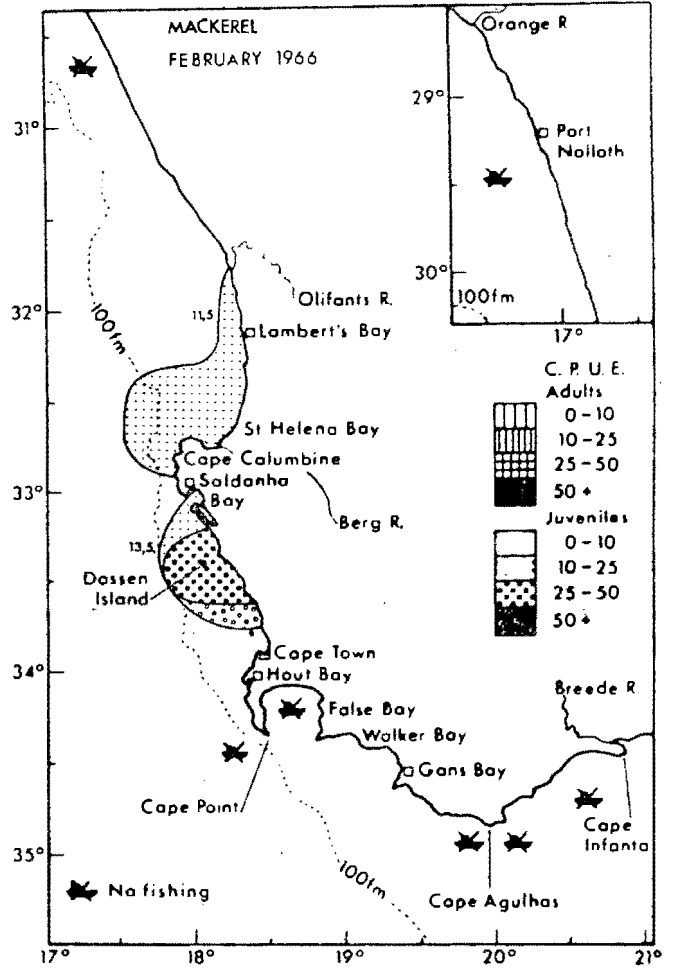 MACKEREL
FEBRUARY 1966
Orange R
29°
Port
Nolloth
30°
100fm
17°
31°
32°
33°
34°
35°
100fm
Olifants R.
11,5
Lambert's Bay
St Helena Bay
Cape Columbine
Saldanha
Bay
Berg R.
13,5
Dassen
Island
Cape Town
Hout Bay
False Bay
Walker Bay
Gans Bay
Breede R.
Cape Point
Cape
Infanta
Cape Agulhas
100fm
No fishing
C. P. U. E.
Adults
0-10
10-25
25-50
50+
Juveniles
0-10
10-25
25-50
50+
17°
18°
19°
20°
21°